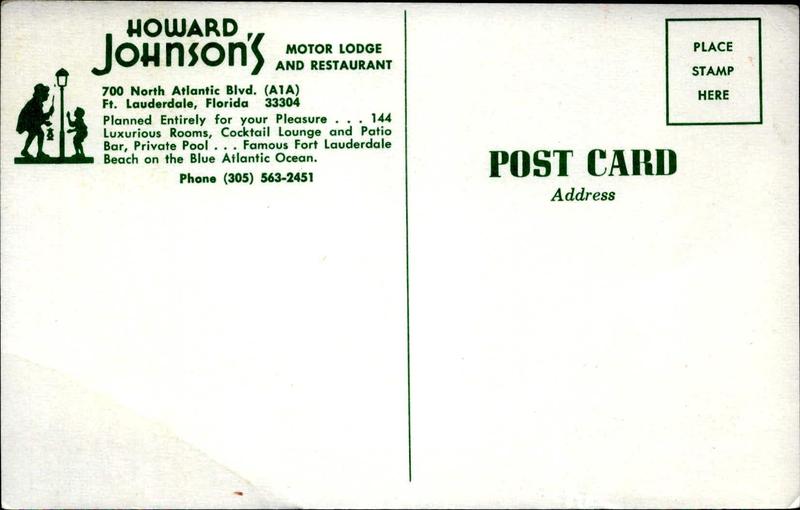 HOWARD
JOHNSON'S
MOTOR LODGE
AND RESTAURANT
700 North Atlantic Blvd. (A1A)
Ft. Lauderdale, Florida 33304
Planned Entirely for your Pleasure . . . 144
Luxurious Rooms, Cocktail Lounge and Patio
Bar, Private Pool . . . Famous Fort Lauderdale
Beach on the Blue Atlantic Ocean.
Phone (305) 563-2451
PLACE
STAMP
HERE
POST CARD
Address